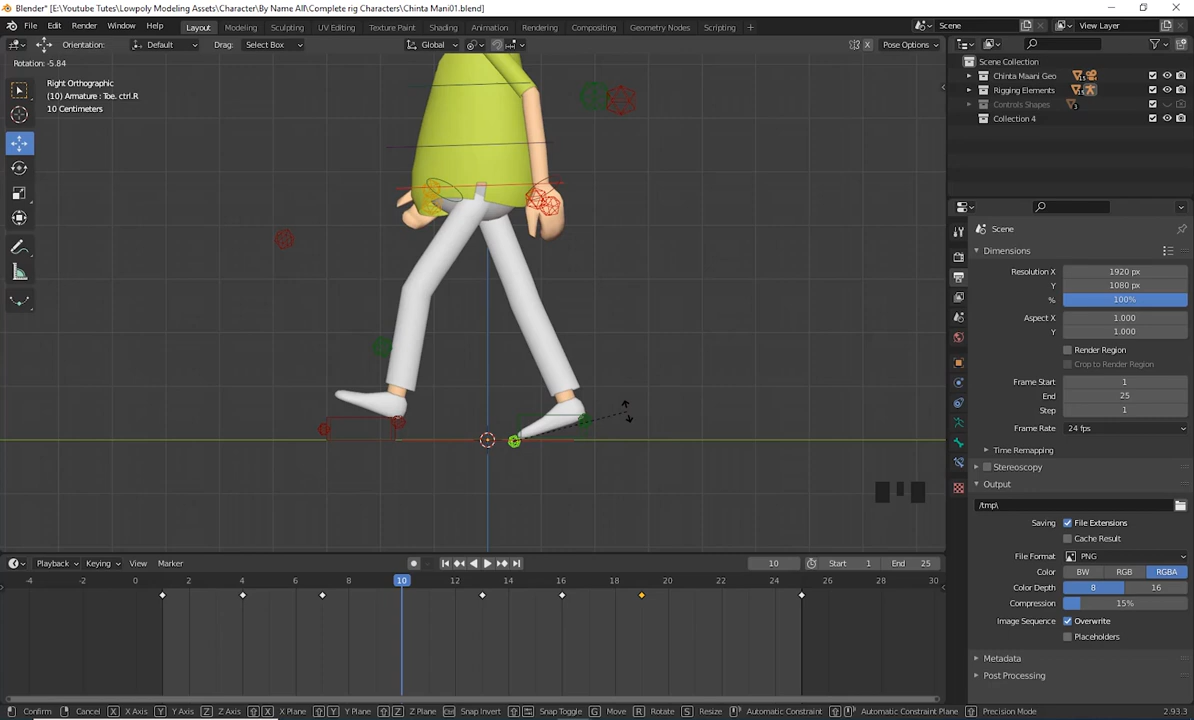 Blender* [E:\Youtube Tutes\Lowpoly Modeling Assets\Character\By Name All\Complete rig Characters\Chinta Mani01.blend]
File Edit Render Window Help Layout Modeling Sculpting UV Editing Texture Paint Shading Animation Rendering Compositing Geometry Nodes Scripting + Scene View Layer
Orientation: Default Drag: Select Box Global X Pose Options
Rotation: -5.84
Right Orthographic
(10) Armature : Toe. ctrl.R
10 Centimeters
Scene Collection
Chinta Maani Geo
Rigging Elements
Controls Shapes
Collection 4
Scene
Dimensions
Resolution X 1920 px
Y 1080 px
% 100%
Aspect X 1.000
Y 1.000
Render Region
Crop to Render Region
Frame Start 1
End 25
Step 1
Frame Rate 24 fps
Time Remapping
Stereoscopy
Output
/tmp\
Saving File Extensions
Cache Result
File Format PNG
Color BW RGB RGBA
Color Depth 8 16
Compression 15%
Image Sequence Overwrite
Placeholders
Metadata
Post Processing
Playback Keying View Marker 10 Start 1 End 25
-4 -2 0 2 4 6 8 10 12 14 16 18 20 22 24 26 28 30
Confirm Cancel X X Axis Y Y Axis Z Z Axis X X Plane Y Y Plane Z Z Plane Snap Invert Snap Toggle G Move R Rotate S Resize Automatic Constraint Automatic Constraint Plane Precision Mode 2.93.3